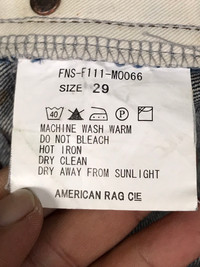 FNS-F111-M0066
SIZE 29
40 P
MACHINE WASH WARM
DO NOT BLEACH
HOT IRON
DRY CLEAN
DRY AWAY FROM SUNLIGHT
AMERICAN RAG CIE